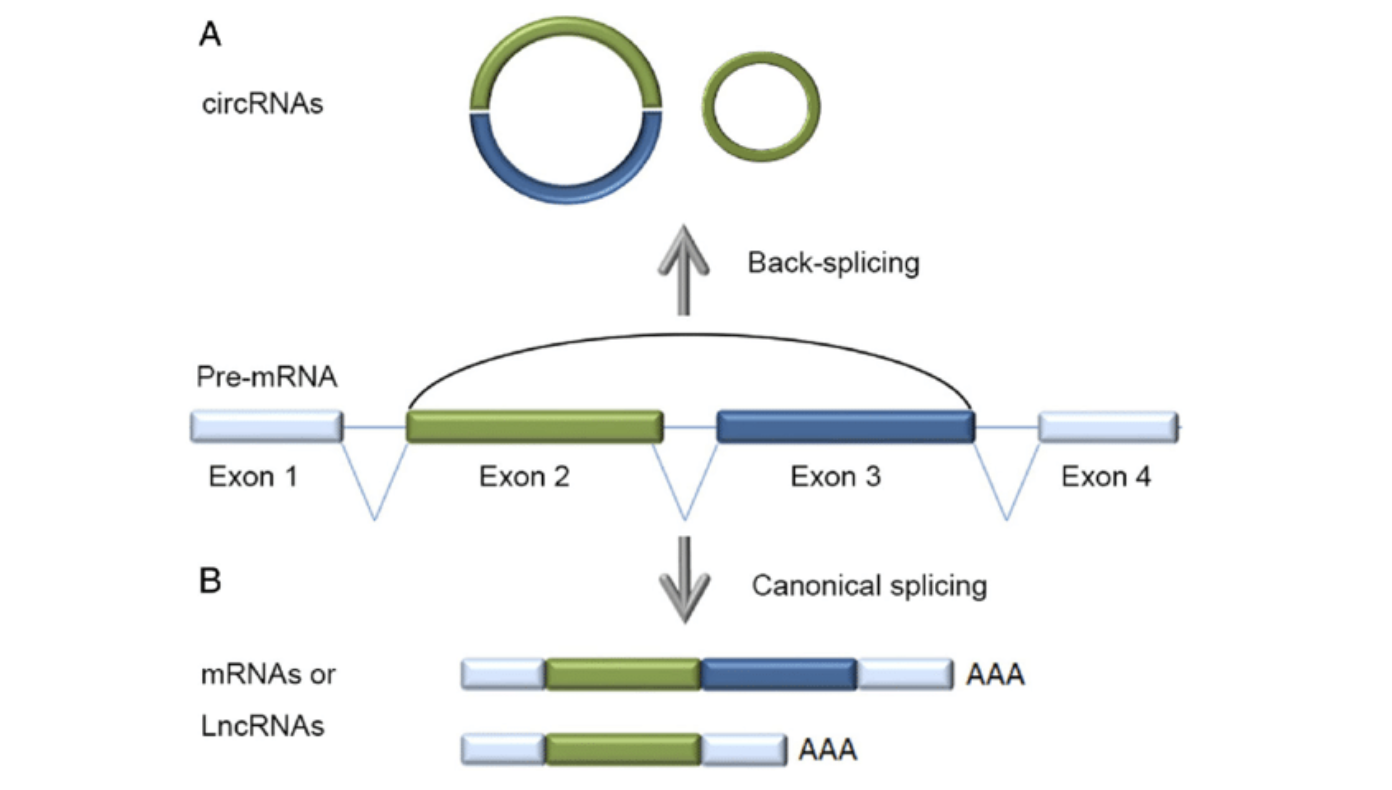 A
circRNAs
Back-splicing
Pre-mRNA
Exon 1
Exon 2
Exon 3
Exon 4
B
Canonical splicing
mRNAs or
AAA
LncRNAs
AAA